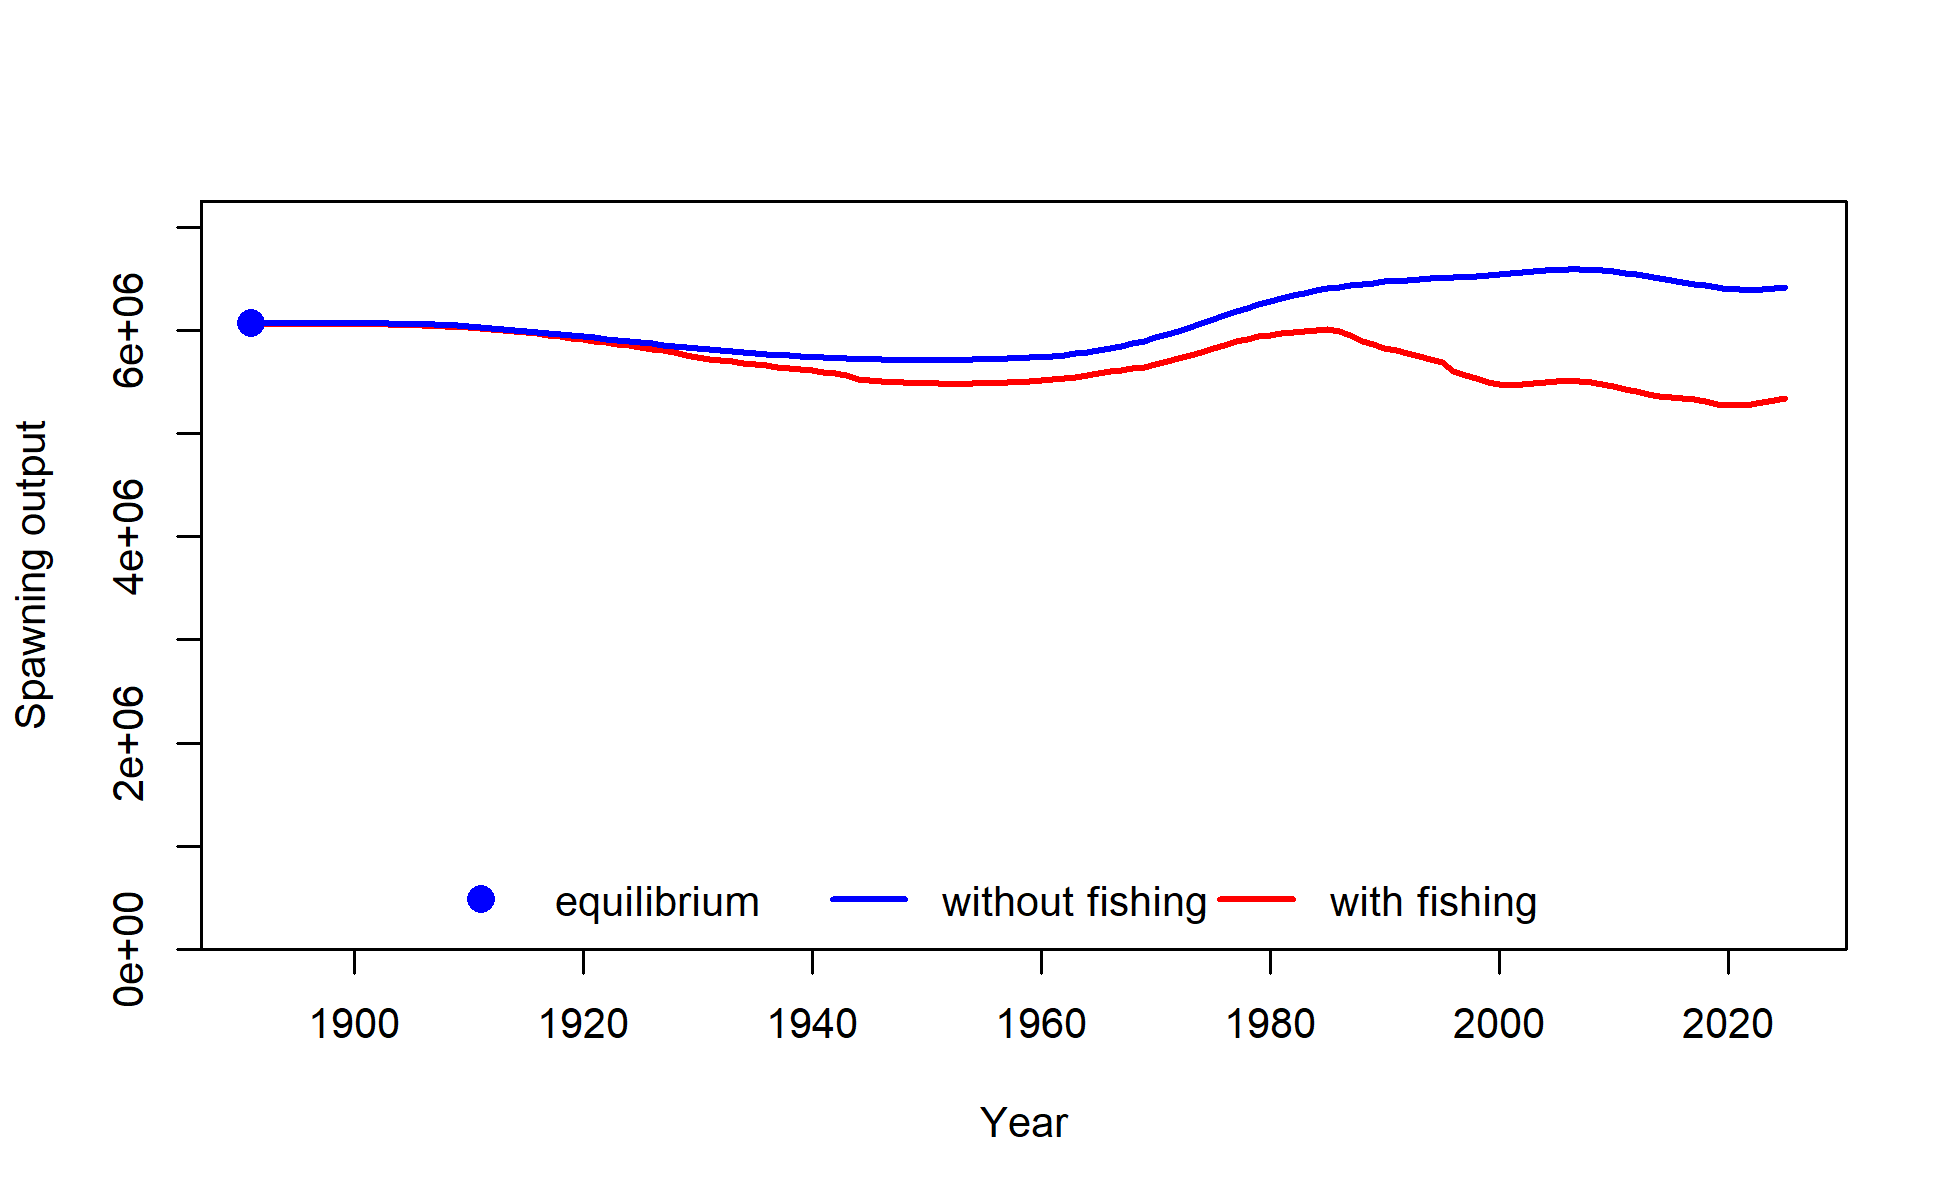 Spawning output
6e+06
4e+06
2e+06
0e+00
equilibrium without fishing with fishing
1900 1920 1940 1960 1980 2000 2020
Year